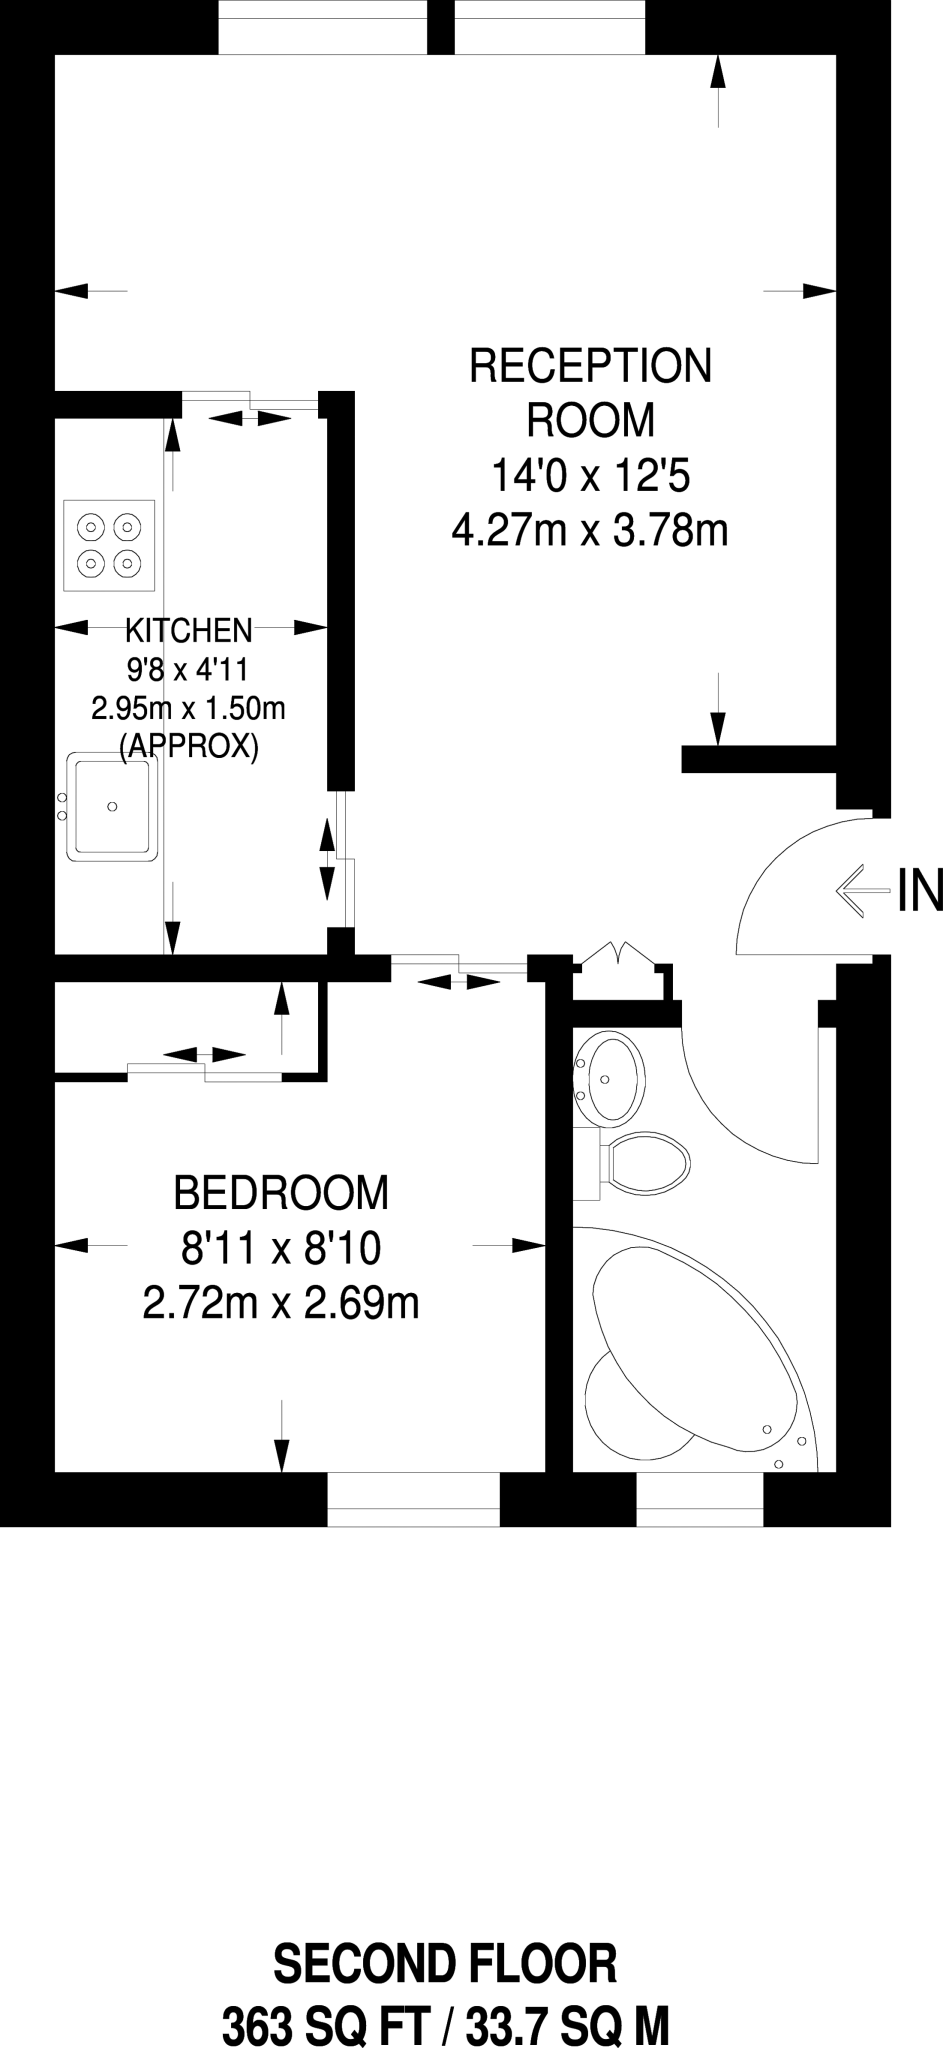 RECEPTION
ROOM
14'0 x 12'5
4.27m x 3.78m
KITCHEN
9'8 x 4'11
2.95m x 1.50m
(APPROX)
IN
BEDROOM
8'11 x 8'10
2.72m x 2.69m
SECOND FLOOR
363 SQ FT / 33.7 SQ M